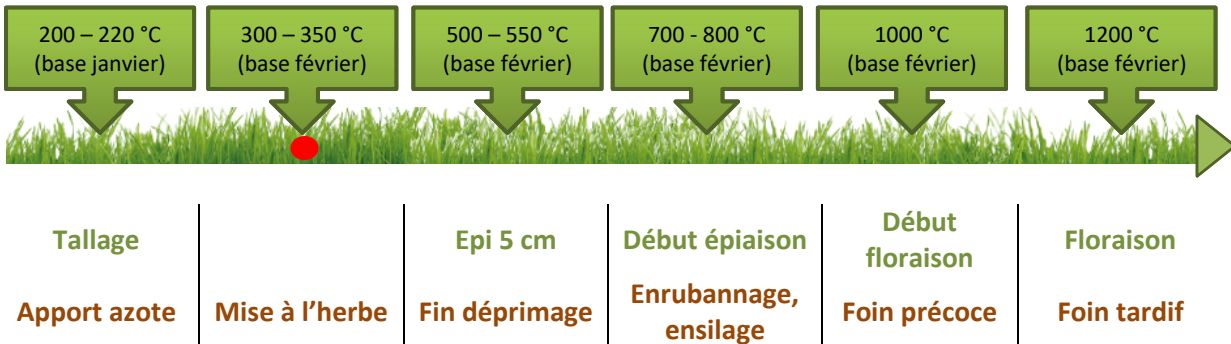 200 – 220 °C
(base janvier)
300 – 350 °C
(base février)
500 – 550 °C
(base février)
700 - 800 °C
(base février)
1000 °C
(base février)
1200 °C
(base février)
Tallage
Epi 5 cm
Début épiaison
Début
floraison
Floraison
Apport azote
Mise à l’herbe
Fin déprimage
Enrubannage,
ensilage
Foin précoce
Foin tardif